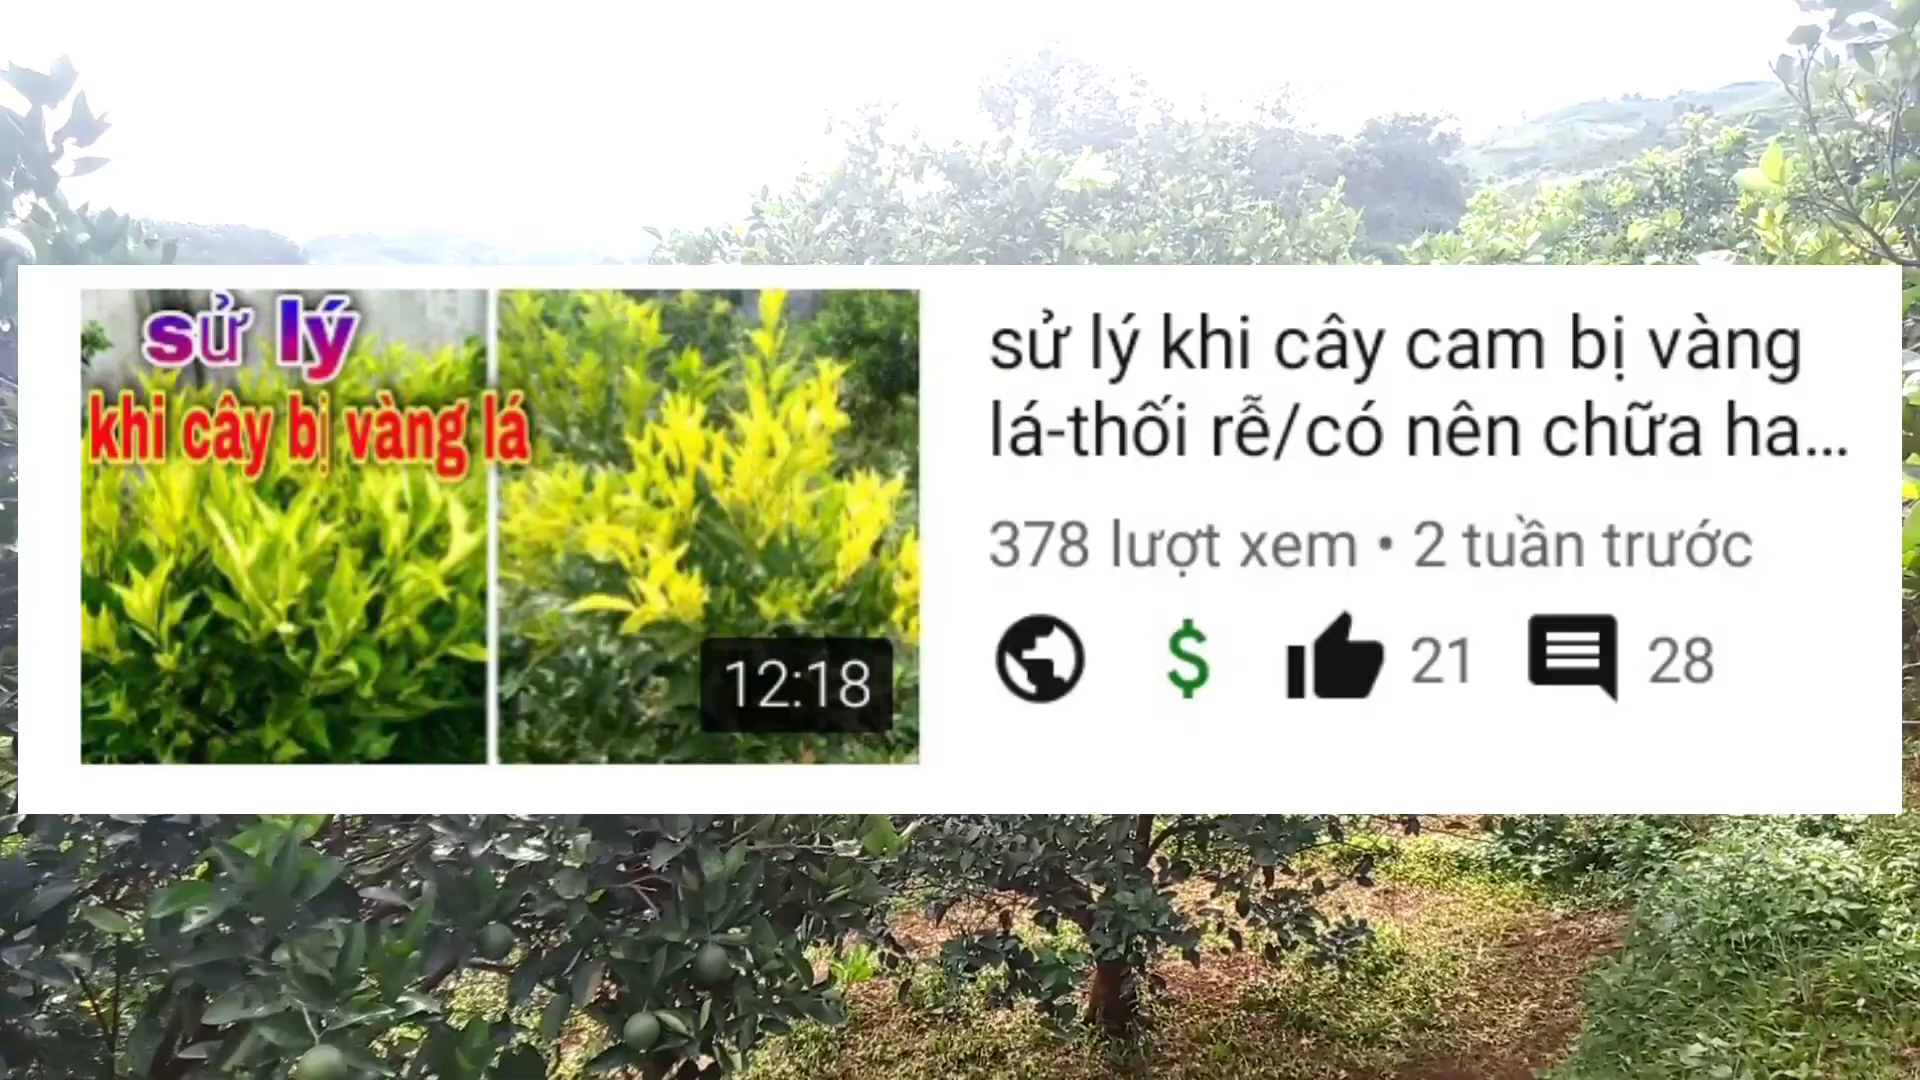 sử lý
khi cây bị vàng lá
12:18
sử lý khi cây cam bị vàng
lá-thối rễ/có nên chữa ha...
378 lượt xem • 2 tuần trước
21
28